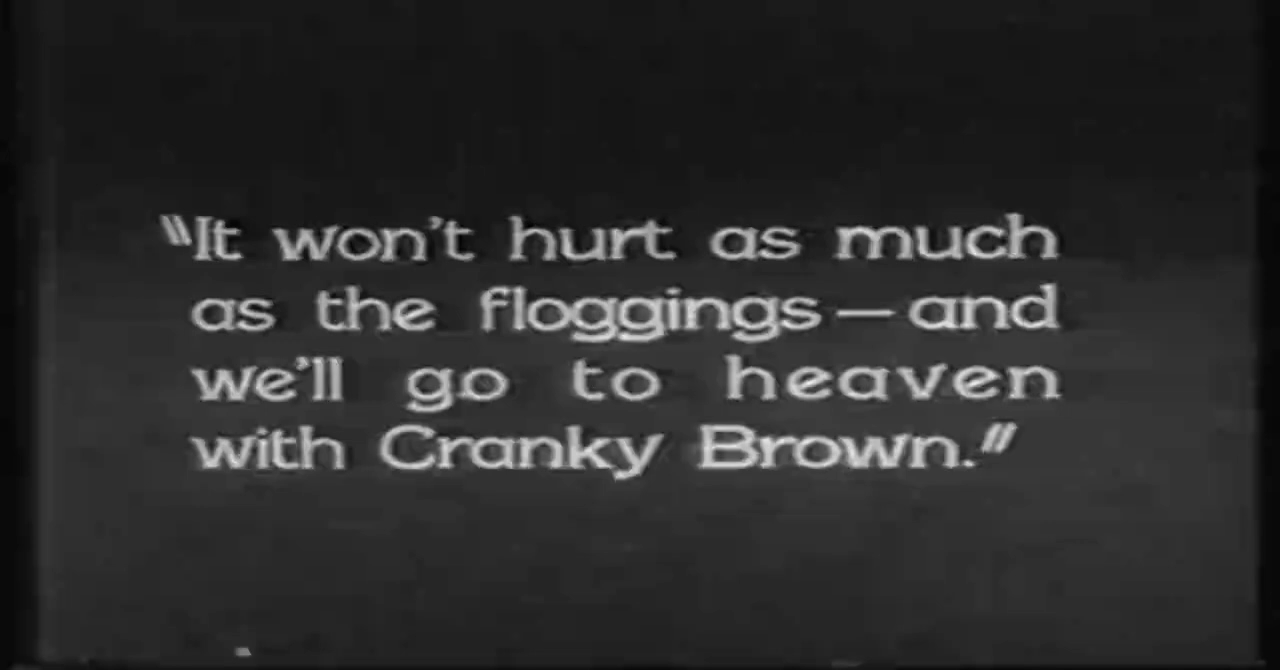 "It won't hurt as much
as the floggings—and
we'll go to heaven
with Cranky Brown."